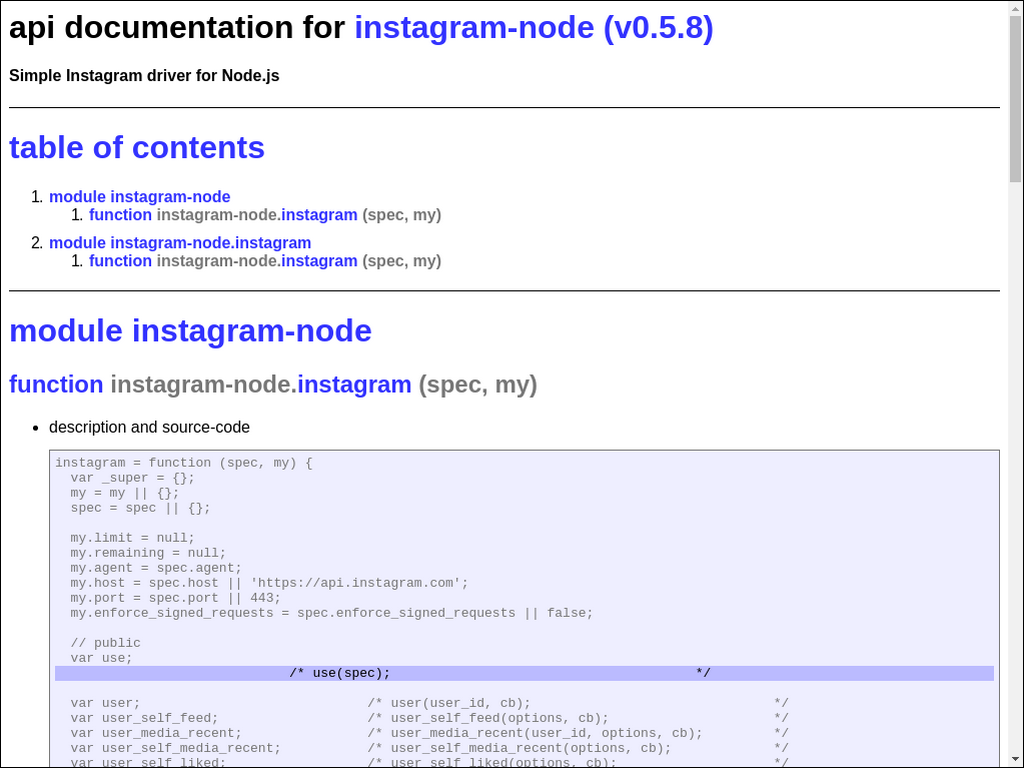 api documentation for instagram-node (v0.5.8)
Simple Instagram driver for Node.js
table of contents
1. module instagram-node
1. function instagram-node.instagram (spec, my)
2. module instagram-node.instagram
1. function instagram-node.instagram (spec, my)
module instagram-node
function instagram-node.instagram (spec, my)
• description and source-code
instagram = function (spec, my) {
  var _super = {};
  my = my || {};
  spec = spec || {};
  my.limit = null;
  my.remaining = null;
  my.agent = spec.agent;
  my.host = spec.host || 'https://api.instagram.com';
  my.port = spec.port || 443;
  my.enforce_signed_requests = spec.enforce_signed_requests || false;
  // public
  var use;
                              /* use(spec);                                       */
  var user;                             /* user(user_id, cb);                               */
  var user_self_feed;                   /* user_self_feed(options, cb);                     */
  var user_media_recent;                /* user_media_recent(user_id, options, cb);         */
  var user_self_media_recent;           /* user_self_media_recent(options, cb);             */
  var user_self_liked;                  /* user_self_liked(options, cb);                    */